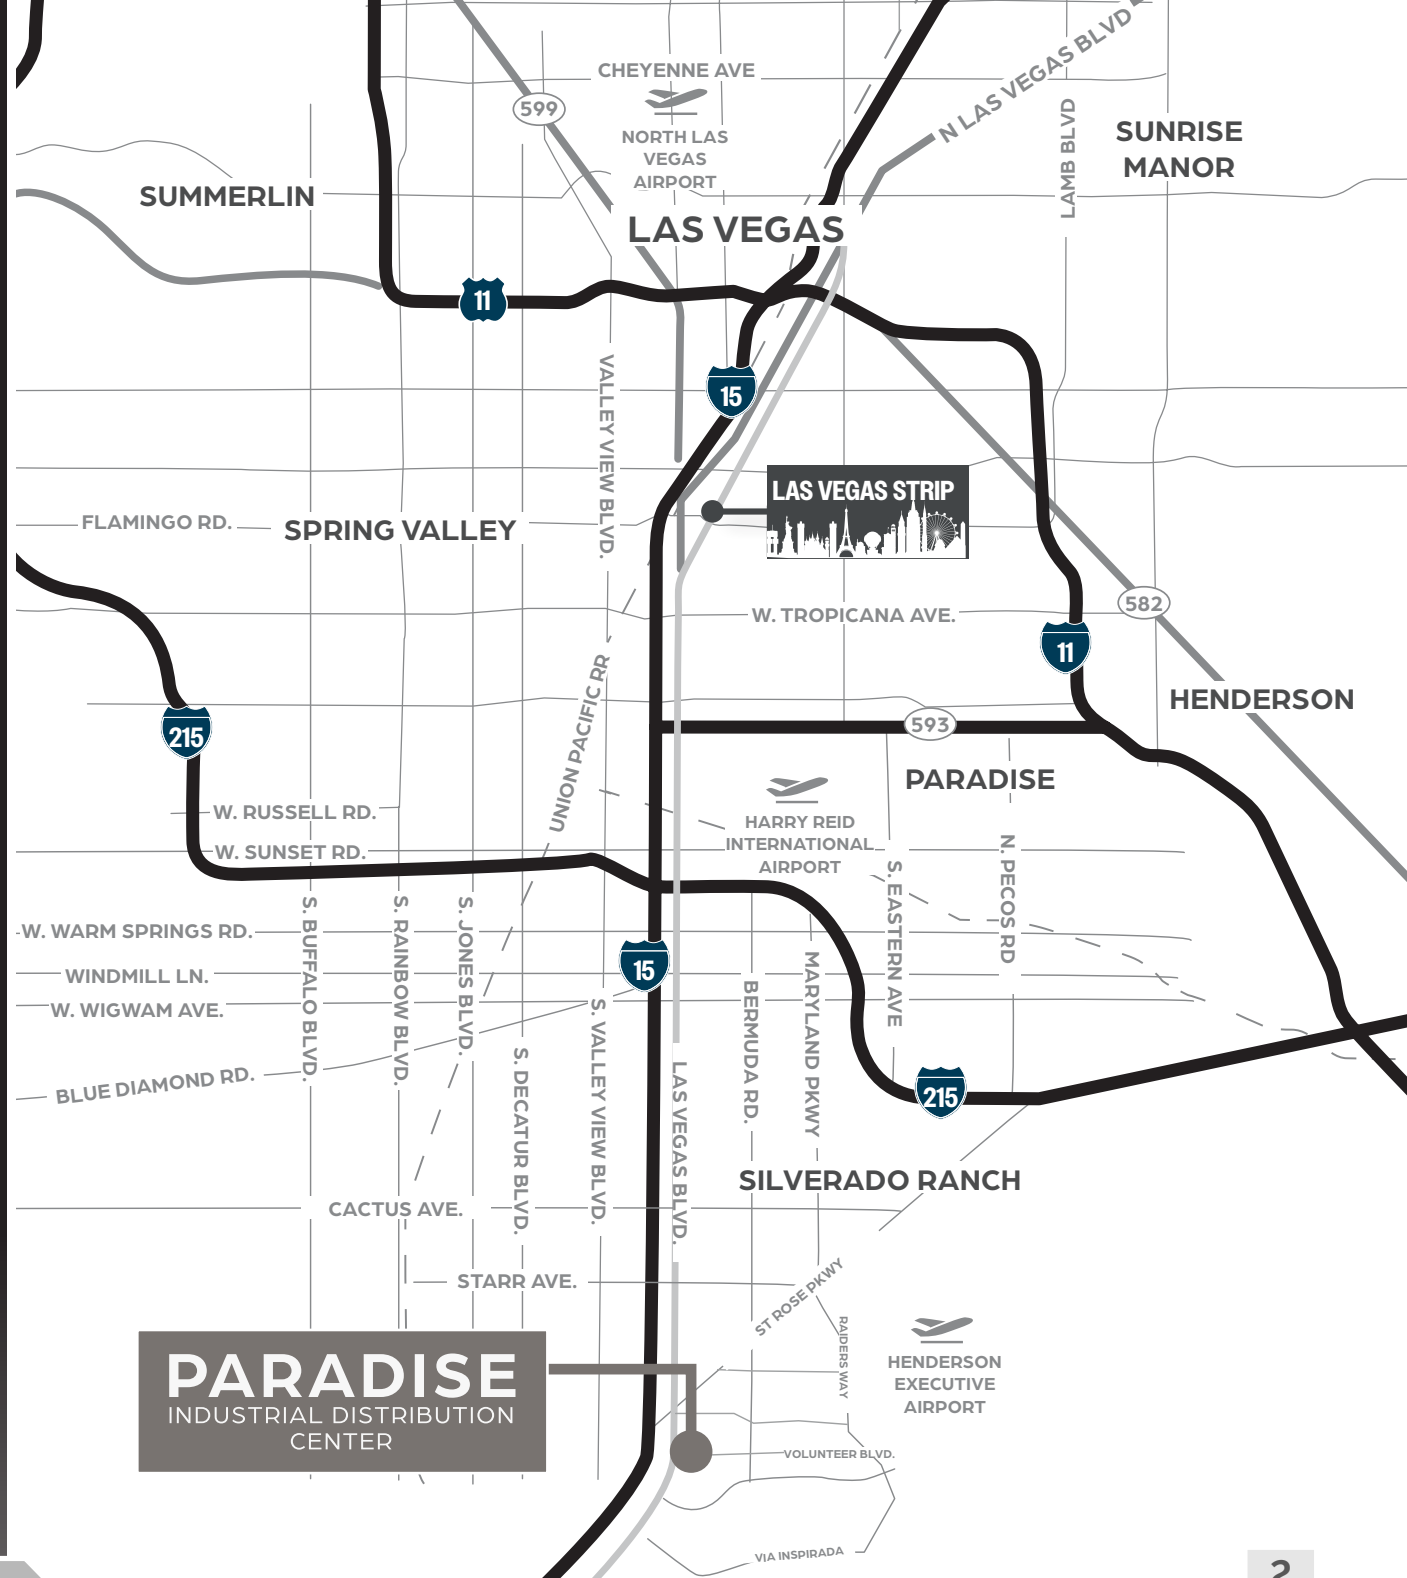 CHEYENNE AVE
599
N LAS VEGAS BLVD
NORTH LAS
VEGAS
AIRPORT
LAMB BLVD
SUNRISE
MANOR
SUMMERLIN
LAS VEGAS
11
VALLEY VIEW BLVD.
15
LAS VEGAS STRIP
FLAMINGO RD.
SPRING VALLEY
582
W. TROPICANA AVE.
11
UNION PACIFIC RR
HENDERSON
215
593
PARADISE
W. RUSSELL RD.
HARRY REID
INTERNATIONAL
AIRPORT
W. SUNSET RD.
N. PECOS RD
S. EASTERN AVE
S. BUFFALO BLVD.
S. RAINBOW BLVD.
S. JONES BLVD.
W. WARM SPRINGS RD.
15
WINDMILL LN.
W. WIGWAM AVE.
MARYLAND PKWY
BERMUDA RD.
S. VALLEY VIEW BLVD.
S. DECATUR BLVD.
LAS VEGAS BLVD.
BLUE DIAMOND RD.
215
SILVERADO RANCH
CACTUS AVE.
STARR AVE.
ST ROSE PKWY
RAIDERS WAY
HENDERSON
EXECUTIVE
AIRPORT
PARADISE
INDUSTRIAL DISTRIBUTION
CENTER
VOLUNTEER BLVD.
VIA INSPIRADA
2